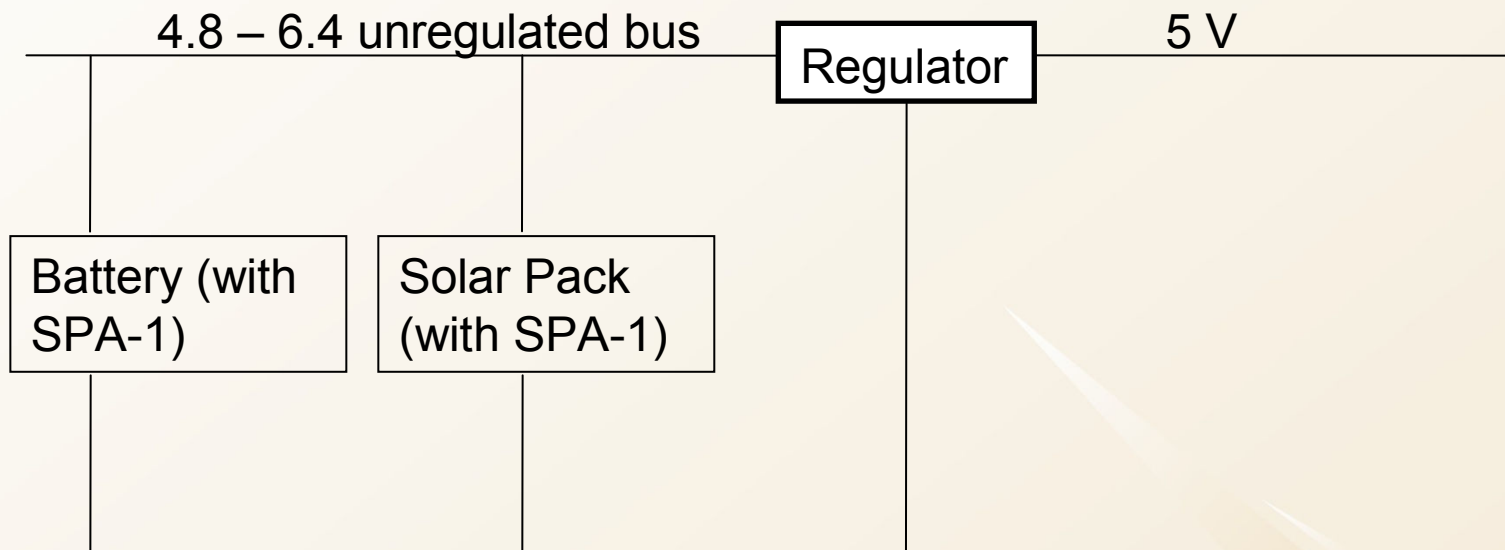 4.8 – 6.4 unregulated bus
Regulator
5 V
Battery (with
SPA-1)
Solar Pack
(with SPA-1)